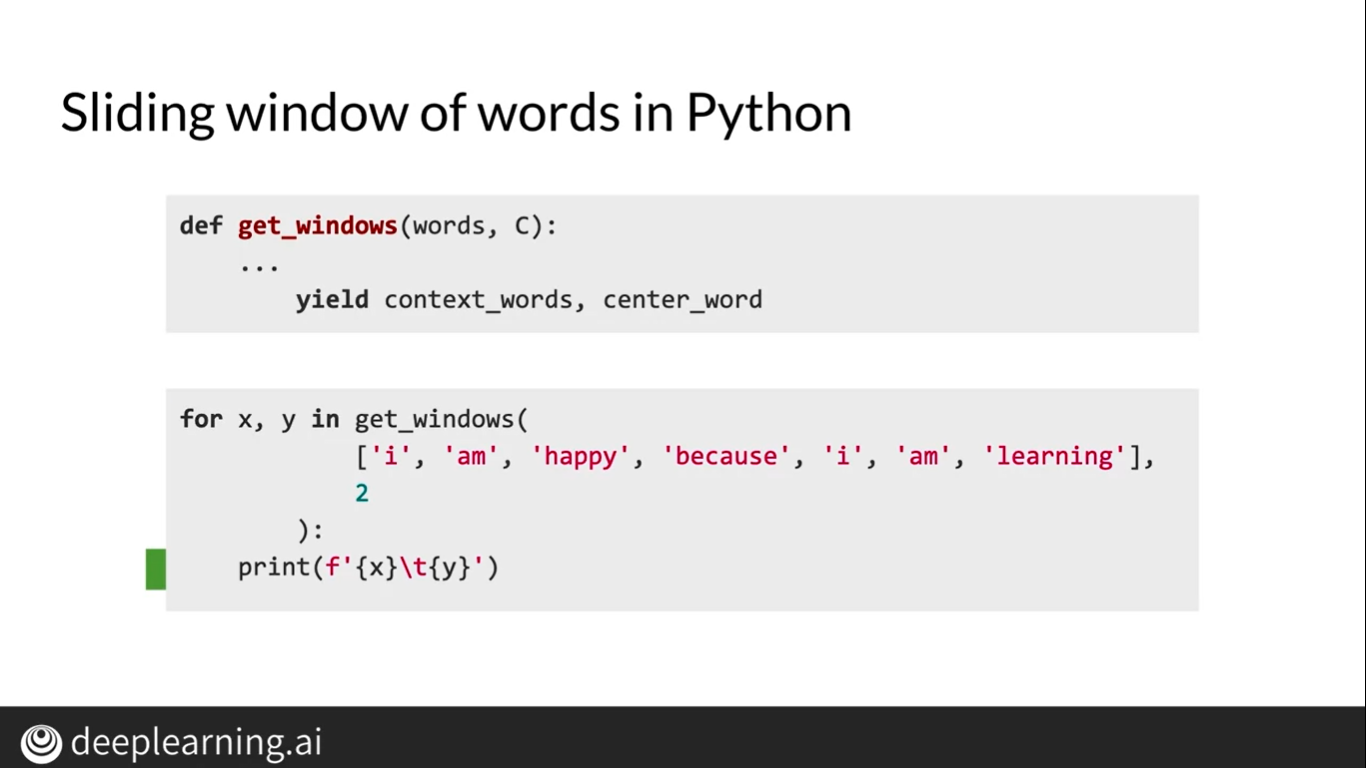 Sliding window of words in Python
def get_windows(words, C):
    ...
        yield context_words, center_word
for x, y in get_windows(
            ['i', 'am', 'happy', 'because', 'i', 'am', 'learning'],
            2
        ):
    print(f'{x}\t{y}')
deeplearning.ai